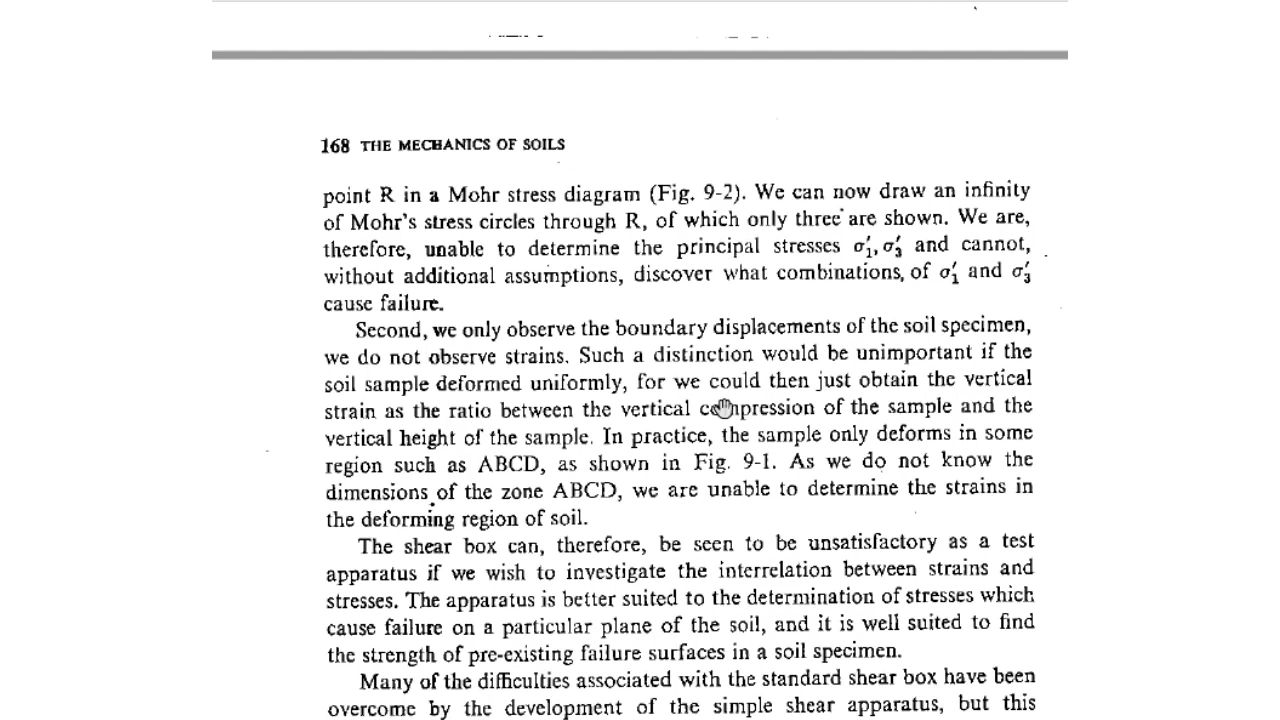 168 THE MECHANICS OF SOILS
point R in a Mohr stress diagram (Fig. 9-2). We can now draw an infinity
of Mohr's stress circles through R, of which only three are shown. We are,
therefore, unable to determine the principal stresses σ′₁, σ′₃ and cannot,
without additional assumptions, discover what combinations, of σ′₁ and σ′₃
cause failure.
Second, we only observe the boundary displacements of the soil specimen,
we do not observe strains. Such a distinction would be unimportant if the
soil sample deformed uniformly, for we could then just obtain the vertical
strain as the ratio between the vertical compression of the sample and the
vertical height of the sample. In practice, the sample only deforms in some
region such as ABCD, as shown in Fig. 9-1. As we do not know the
dimensions of the zone ABCD, we are unable to determine the strains in
the deforming region of soil.
The shear box can, therefore, be seen to be unsatisfactory as a test
apparatus if we wish to investigate the interrelation between strains and
stresses. The apparatus is better suited to the determination of stresses which
cause failure on a particular plane of the soil, and it is well suited to find
the strength of pre-existing failure surfaces in a soil specimen.
Many of the difficulties associated with the standard shear box have been
overcome by the development of the simple shear apparatus, but this